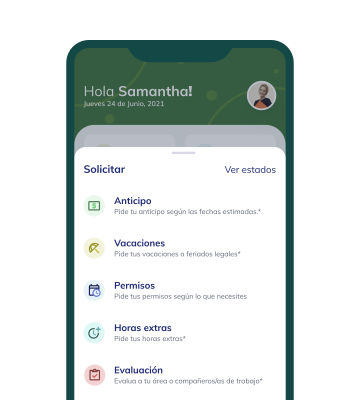 Hola Samantha!
Jueves 24 de Junio, 2021
Solicitar
Ver estados
Anticipo
Pide tu anticipo según las fechas estimadas.*
Vacaciones
Pide tus vacaciones o feriados legales*
Permisos
Pide tus permisos según lo que necesites
Horas extras
Pide tus horas extras*
Evaluación
Evalua a tu área o compañeros/as de trabajo*